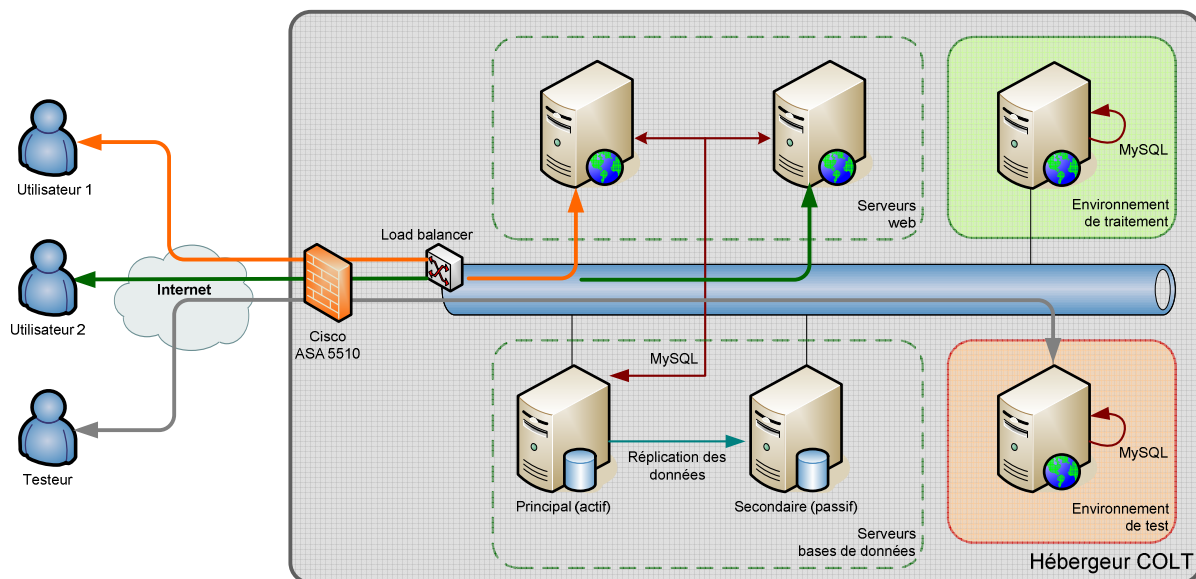 Utilisateur 1
Utilisateur 2
Testeur
Internet
Cisco
ASA 5510
Load balancer
Serveurs
web
MySQL
Environnement
de traitement
MySQL
Réplication des
données
Principal (actif)
Secondaire (passif)
Serveurs
bases de données
MySQL
Environnement
de test
Hébergeur COLT